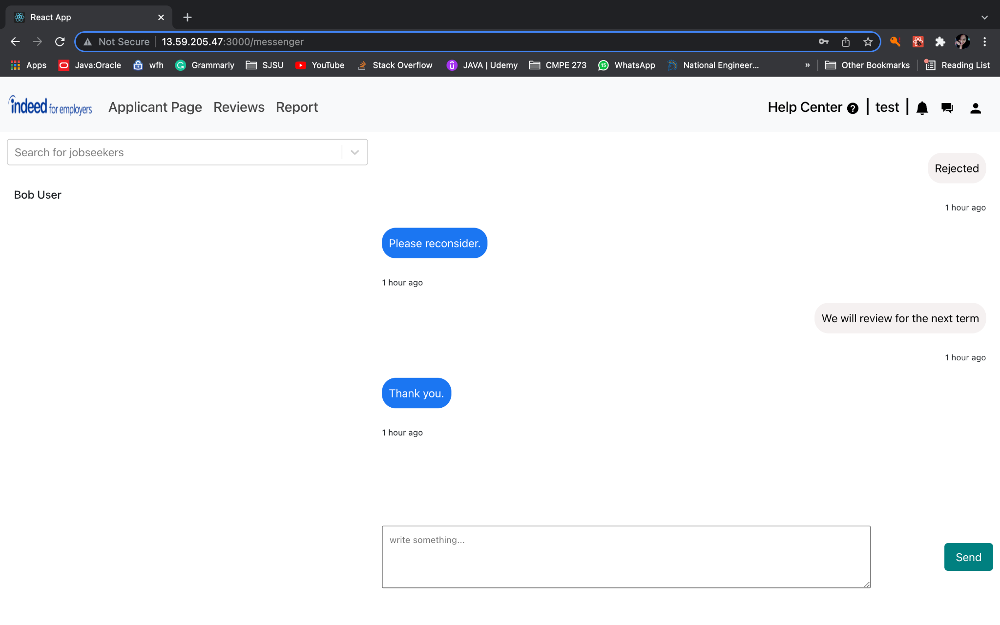 React App
Not Secure 13.59.205.47:3000/messenger
Apps Java:Oracle wfh Grammarly SJSU YouTube Stack Overflow JAVA | Udemy CMPE 273 15 WhatsApp National Engineer... » Other Bookmarks Reading List
indeed for employers Applicant Page Reviews Report Help Center ? | test |
Search for jobseekers
Rejected
Bob User
1 hour ago
Please reconsider.
1 hour ago
We will review for the next term
1 hour ago
Thank you.
1 hour ago
write something...
Send